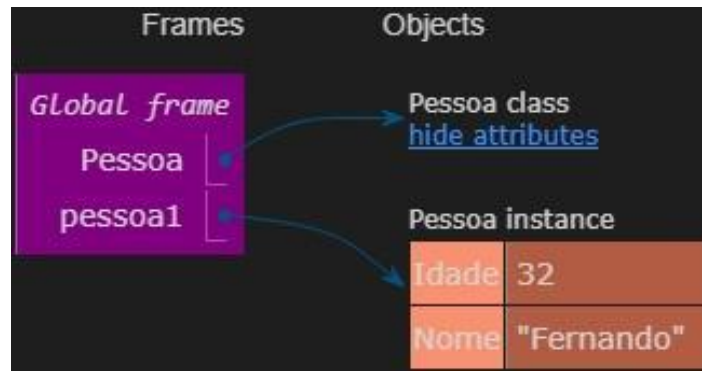 Frames Objects
Global frame
Pessoa
pessoa1
Pessoa class
hide attributes
Pessoa instance
Idade 32
Nome "Fernando"